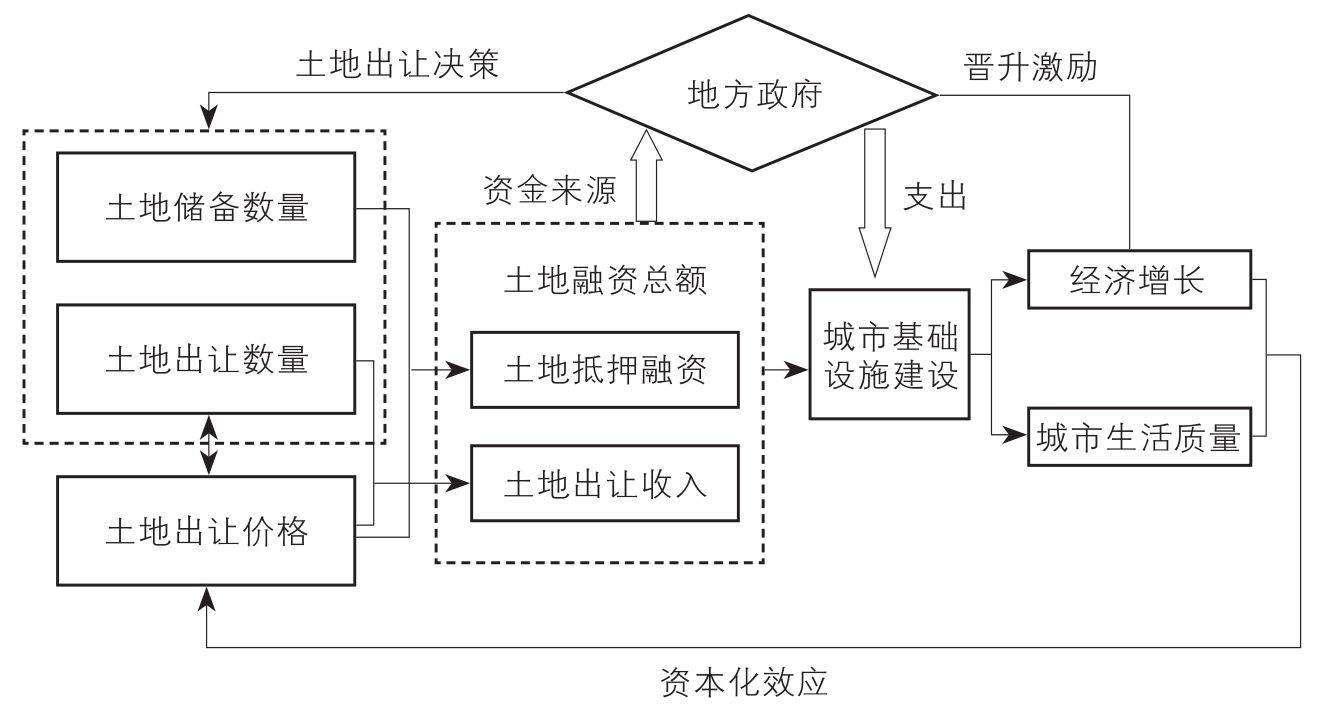 土地出让决策
地方政府
晋升激励
土地储备数量
资金来源
支出
土地融资总额
经济增长
土地出让数量
土地抵押融资
城市基础
设施建设
城市生活质量
土地出让收入
土地出让价格
资本化效应